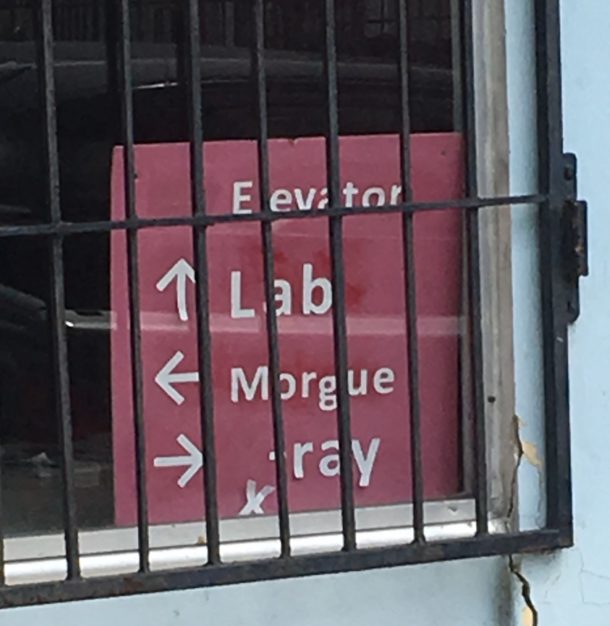 Elevator
↑ Lab
← Morgue
→ -ray
X